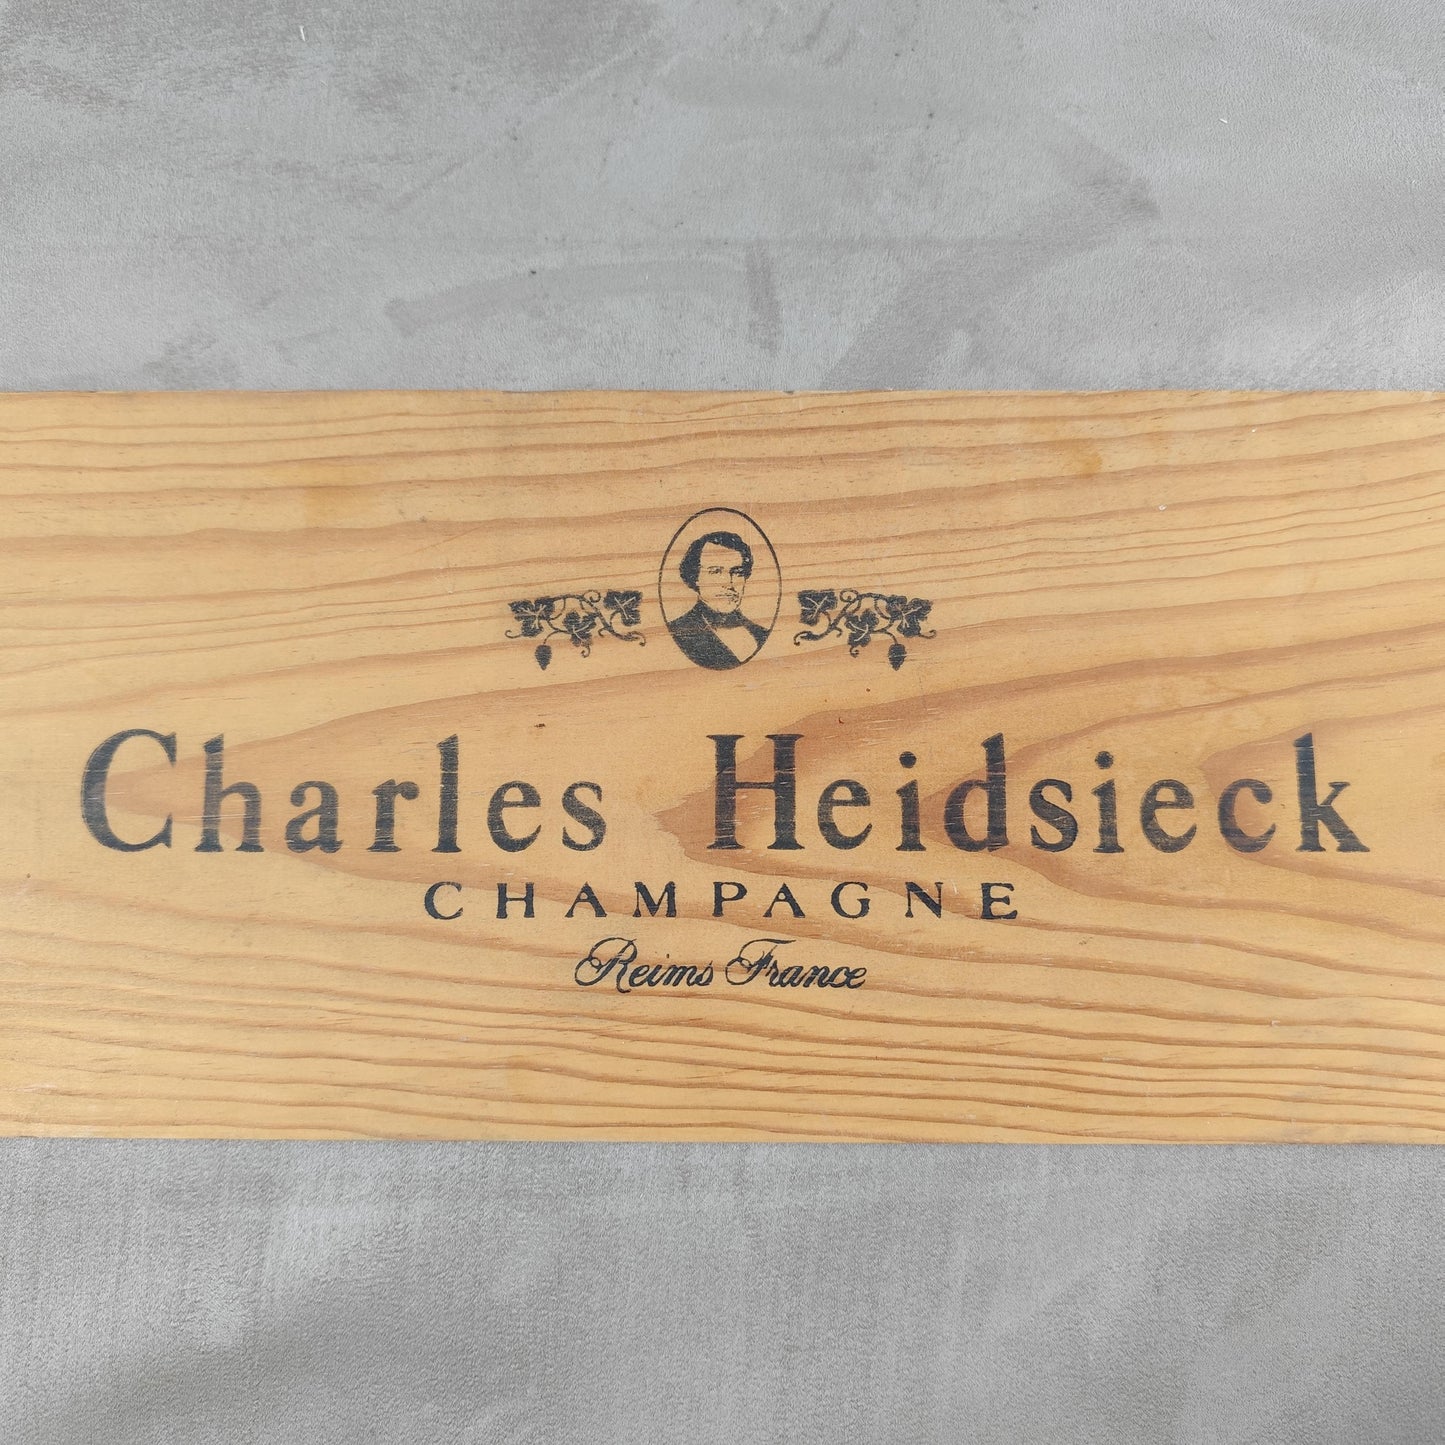 Charles Heidsieck
CHAMPAGNE
Reims France